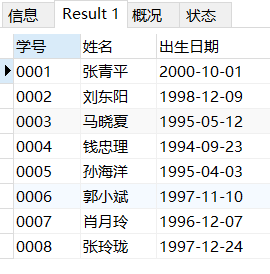 信息 Result 1 概况 状态
学号 姓名 出生日期
0001 张青平 2000-10-01
0002 刘东阳 1998-12-09
0003 马晓夏 1995-05-12
0004 钱忠理 1994-09-23
0005 孙海洋 1995-04-03
0006 郭小斌 1997-11-10
0007 肖月玲 1996-12-07
0008 张玲珑 1997-12-24